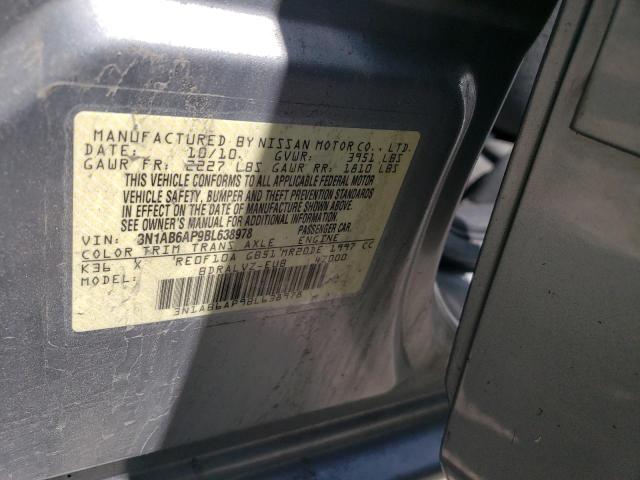 MANUFACTURED BY NISSAN MOTOR CO., LTD.
DATE: 10/10 GVWR: 3951 LBS
GAWR FR: 2227 LBS GAWR RR: 1810 LBS
THIS VEHICLE CONFORMS TO ALL APPLICABLE FEDERAL MOTOR
VEHICLE SAFETY, BUMPER AND THEFT PREVENTION STANDARDS
IN EFFECT ON THE DATE OF MANUFACTURE SHOWN ABOVE.
SEE OWNER'S MANUAL FOR ADDITIONAL INFORMATION
VIN: 3N1AB6AP9BL638978 PASSENGER CAR.
COLOR TRIM TRANS AXLE ENGINE
K36 X RE0F10A GB51 MR20DE 1997 CC
BDRALVZ-EUB 47000
3N1AB6AP9BL638978